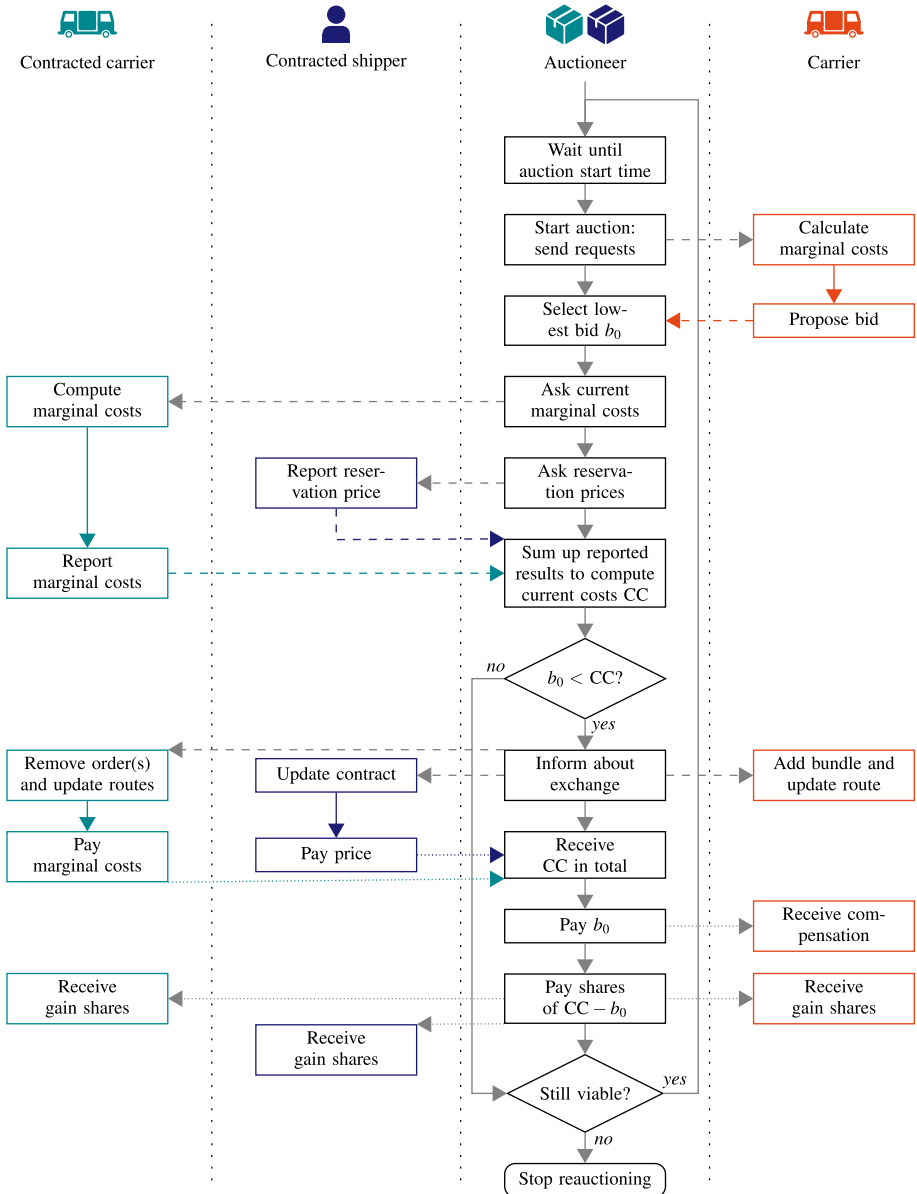 Contracted carrier
Contracted shipper
Auctioneer
Carrier
Wait until
auction start time
Start auction:
send requests
Calculate
marginal costs
Select low-
est bid b₀
Propose bid
Compute
marginal costs
Ask current
marginal costs
Report reser-
vation price
Ask reserva-
tion prices
Report
marginal costs
Sum up reported
results to compute
current costs CC
no
b₀ < CC?
yes
Remove order(s)
and update routes
Update contract
Inform about
exchange
Add bundle and
update route
Pay
marginal costs
Pay price
Receive
CC in total
Pay b₀
Receive com-
pensation
Receive
gain shares
Pay shares
of CC − b₀
Receive
gain shares
Receive
gain shares
Still viable?
yes
no
Stop reauctioning